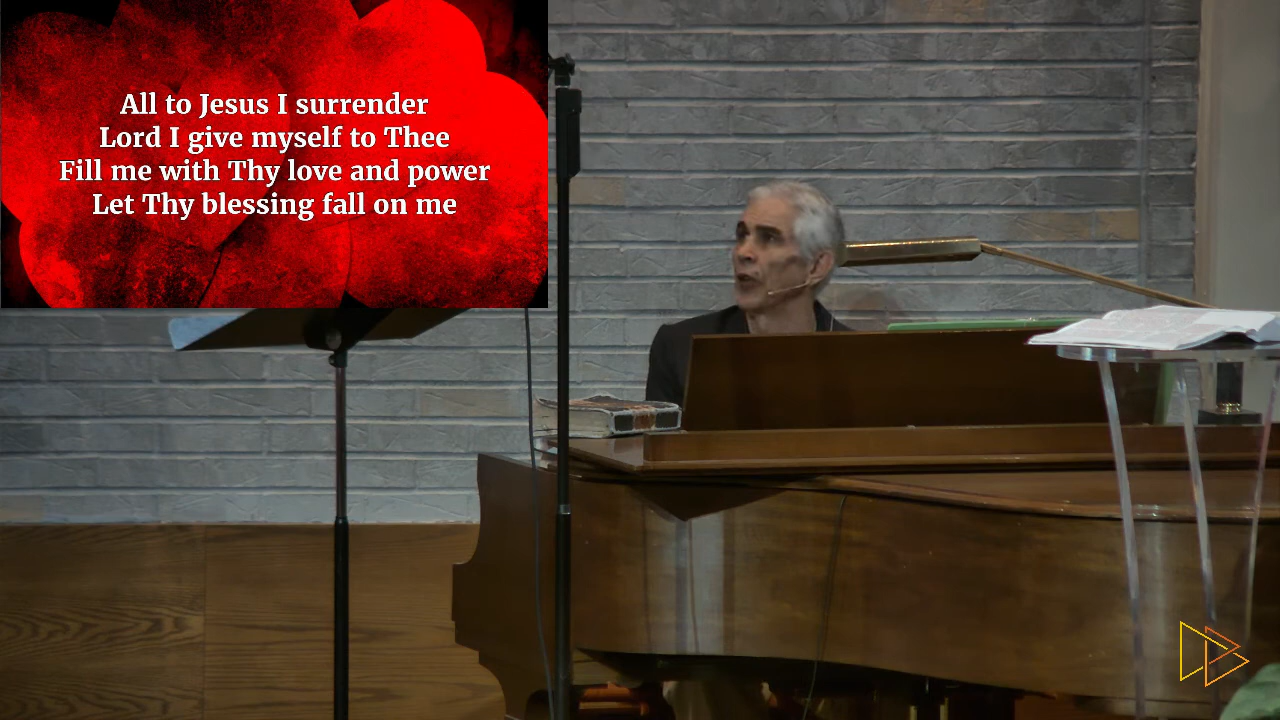 All to Jesus I surrender
Lord I give myself to Thee
Fill me with Thy love and power
Let Thy blessing fall on me